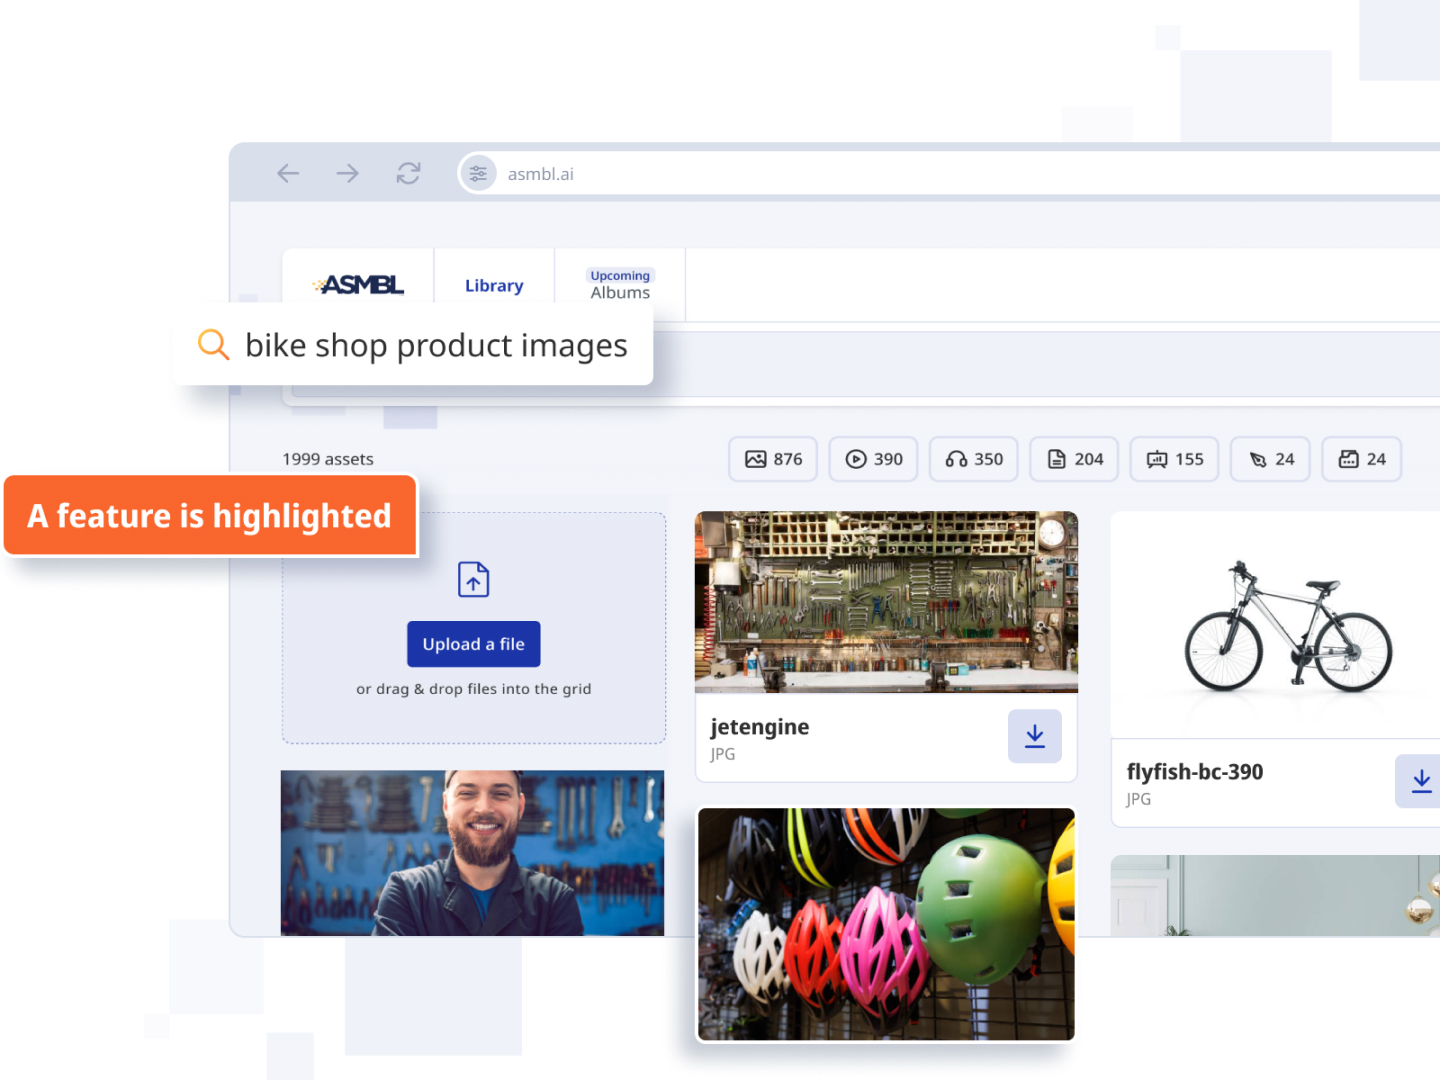 asmbl.ai
ASMBL
Library
Upcoming
Albums
bike shop product images
1999 assets
876
390
350
204
155
24
24
A feature is highlighted
Upload a file
or drag & drop files into the grid
jetengine
JPG
flyfish-bc-390
JPG